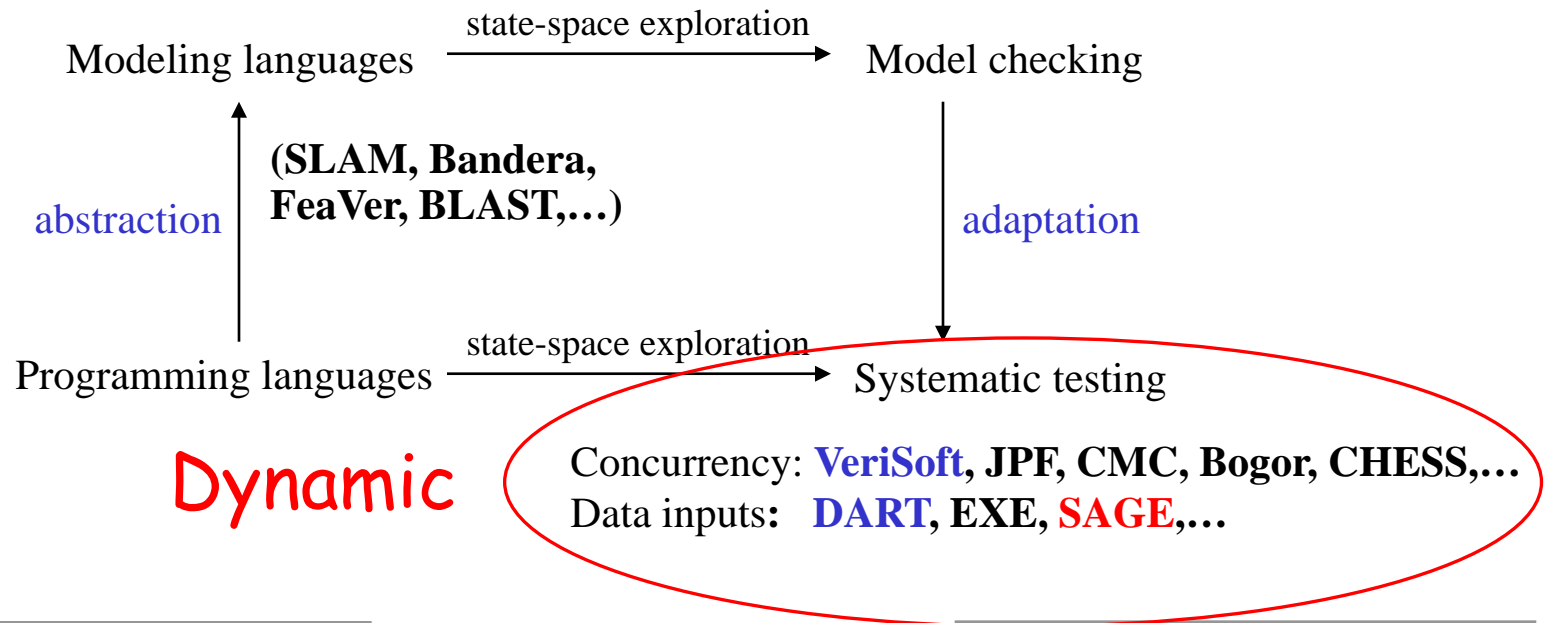 state-space exploration
Modeling languages
Model checking
(SLAM, Bandera,
FeaVer, BLAST,…)
abstraction
adaptation
state-space exploration
Programming languages
Systematic testing
Dynamic
Concurrency: VeriSoft, JPF, CMC, Bogor, CHESS,…
Data inputs: DART, EXE, SAGE,…